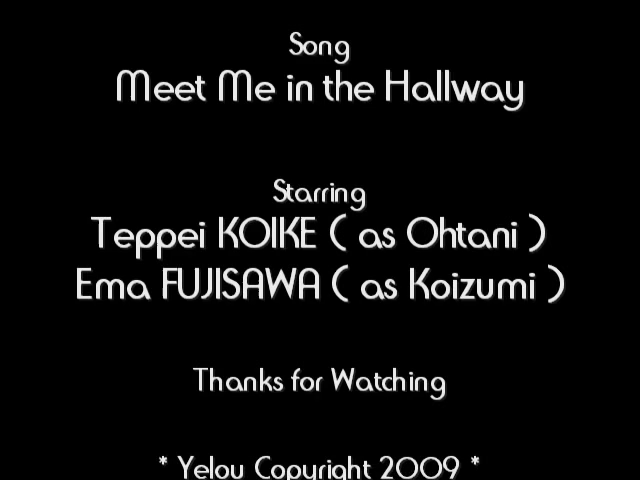 Song
Meet Me in the Hallway
Starring
Teppei KOIKE ( as Ohtani )
Ema FUJISAWA ( as Koizumi )
Thanks for Watching
* Yelou Copyright 2009 *